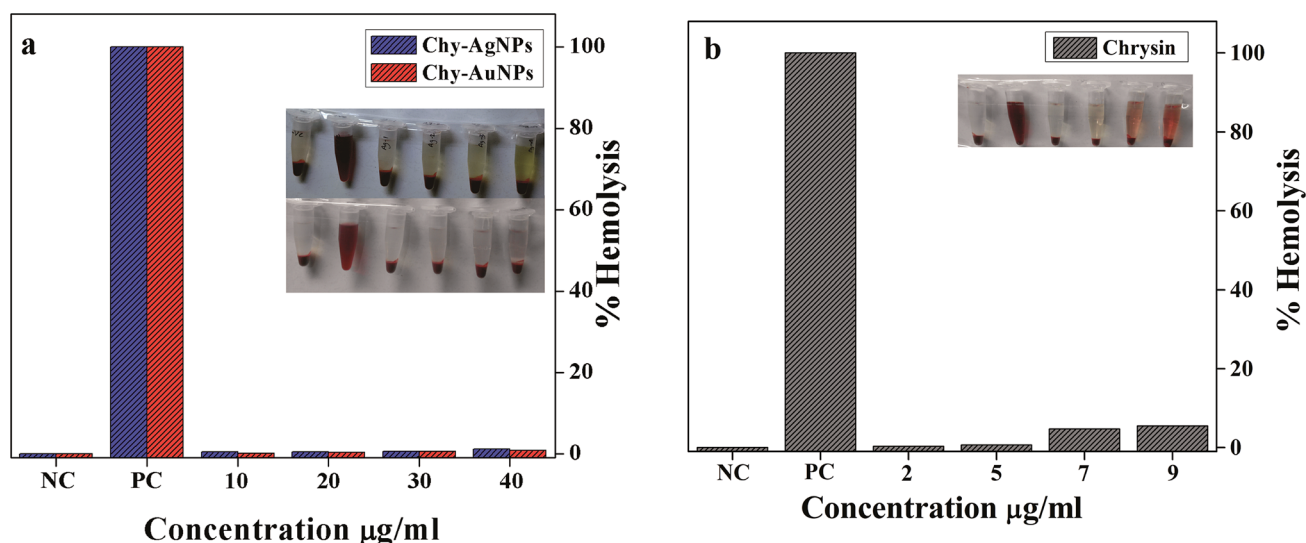 a
Chy-AgNPs
Chy-AuNPs
100
80
60
40
20
0
% Hemolysis
NC PC 10 20 30 40
Concentration µg/ml
b
Chrysin
100
80
60
40
20
0
% Hemolysis
NC PC 2 5 7 9
Concentration µg/ml